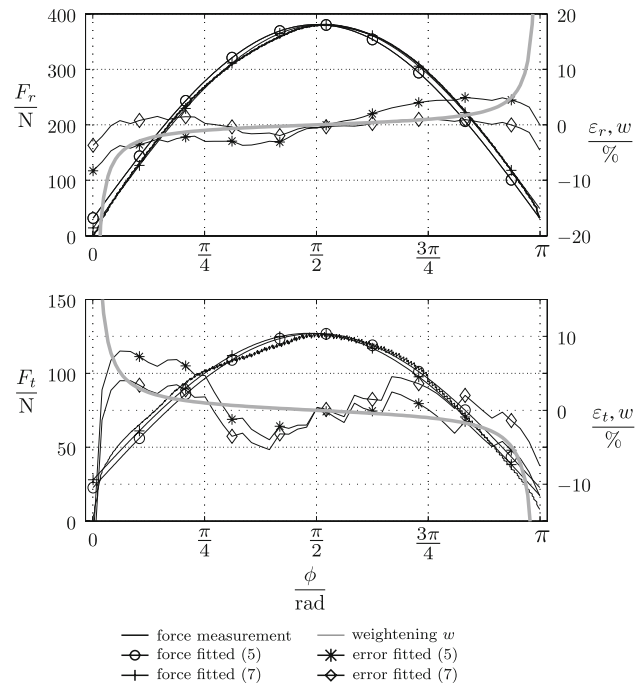 400 20
300 10
F_r/N 200 0 ε_r, w/%
100 −10
0 −20
0 π/4 π/2 3π/4 π
150
10
100
F_t/N 0 ε_t, w/%
50
−10
0
0 π/4 π/2 3π/4 π
ϕ/rad
force measurement weightening w
force fitted (5) error fitted (5)
force fitted (7) error fitted (7)